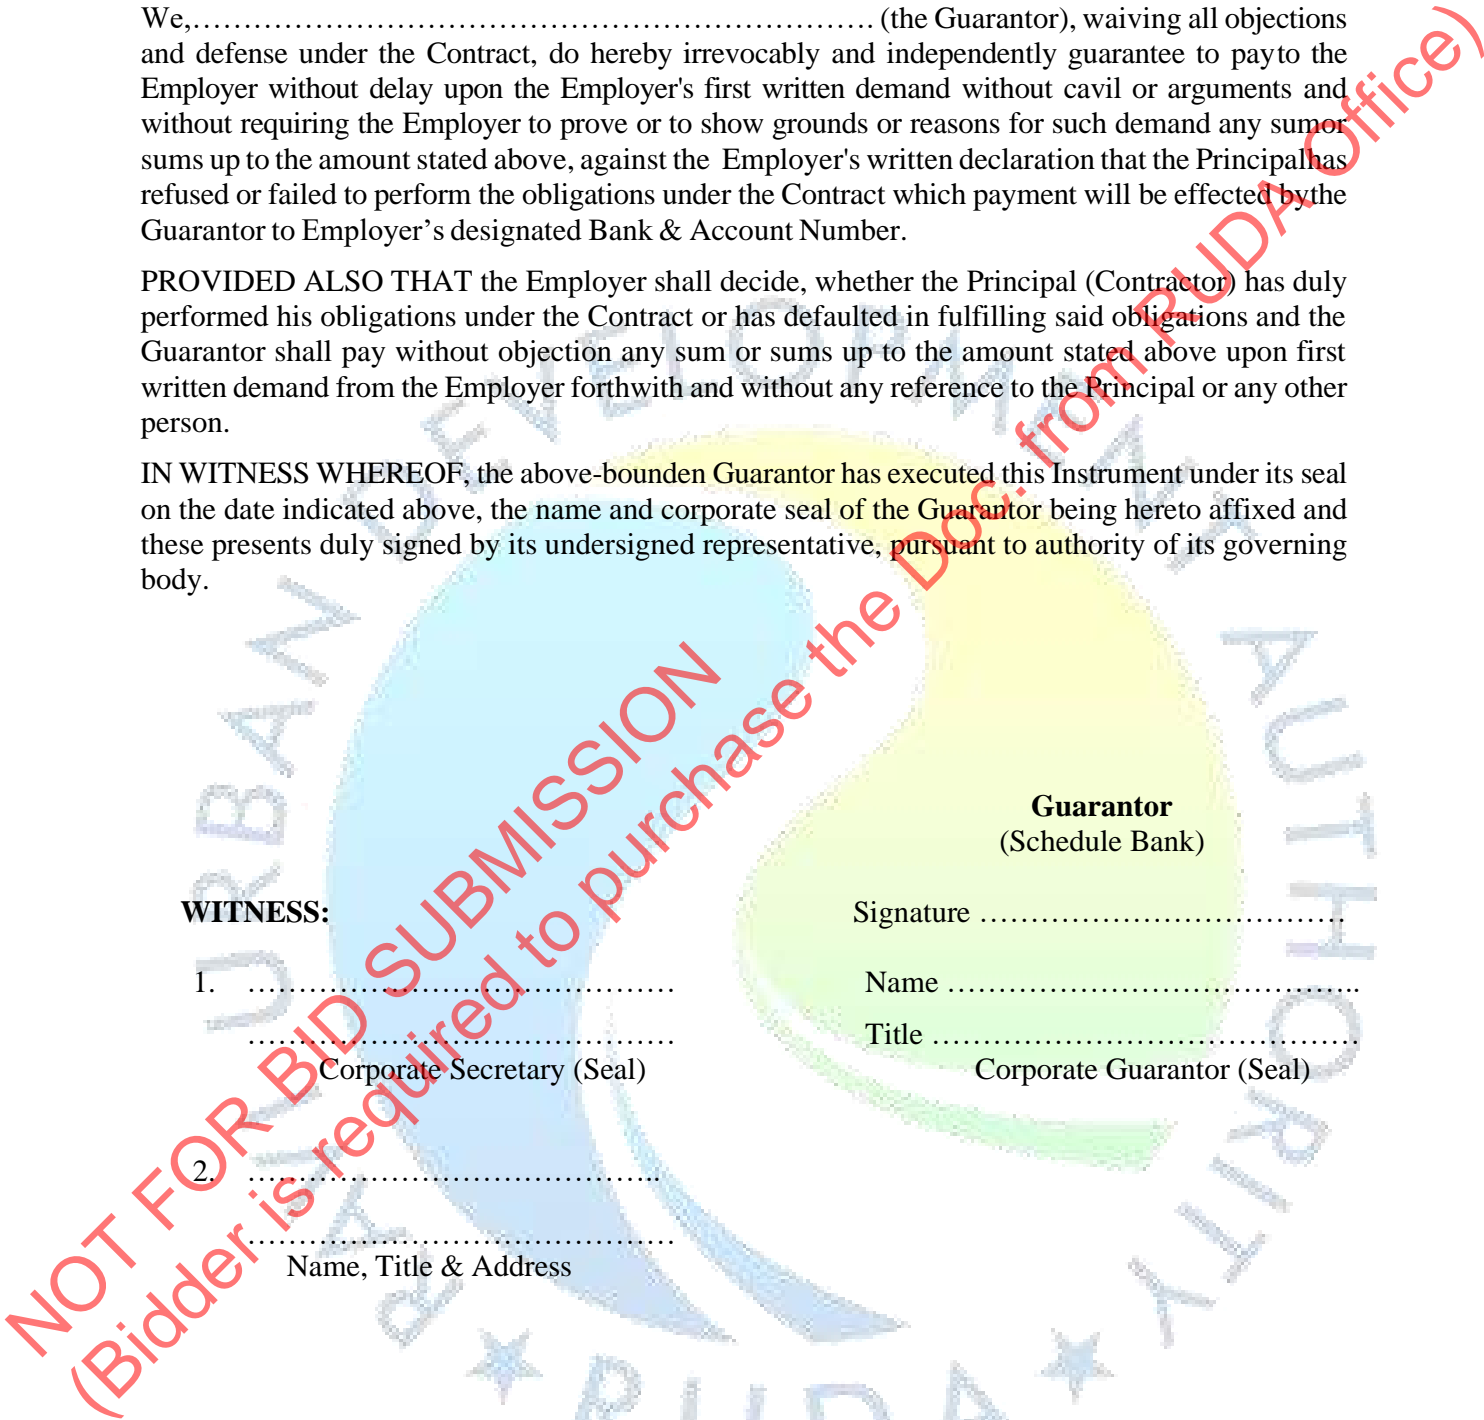 We,…………………………………………………………. (the Guarantor), waiving all objections
and defense under the Contract, do hereby irrevocably and independently guarantee to payto the
Employer without delay upon the Employer's first written demand without cavil or arguments and
without requiring the Employer to prove or to show grounds or reasons for such demand any sumor
sums up to the amount stated above, against the Employer's written declaration that the Principalhas
refused or failed to perform the obligations under the Contract which payment will be effected bythe
Guarantor to Employer’s designated Bank & Account Number.
PROVIDED ALSO THAT the Employer shall decide, whether the Principal (Contractor) has duly
performed his obligations under the Contract or has defaulted in fulfilling said obligations and the
Guarantor shall pay without objection any sum or sums up to the amount stated above upon first
written demand from the Employer forthwith and without any reference to the Principal or any other
person.
IN WITNESS WHEREOF, the above-bounden Guarantor has executed this Instrument under its seal
on the date indicated above, the name and corporate seal of the Guarantor being hereto affixed and
these presents duly signed by its undersigned representative, pursuant to authority of its governing
body.
Guarantor
(Schedule Bank)
WITNESS:
Signature ………………………………
1. ……………………………………
Name …………………………………..
……………………………………
Title ……………………………………
Corporate Secretary (Seal)
Corporate Guarantor (Seal)
2. …………………………………..
……………………………………
Name, Title & Address
NOT FOR BID SUBMISSION
(Bidder is required to purchase the Doc. from RUDA Office)
RAVI URBAN DEVELOPMENT AUTHORITY
RUDA